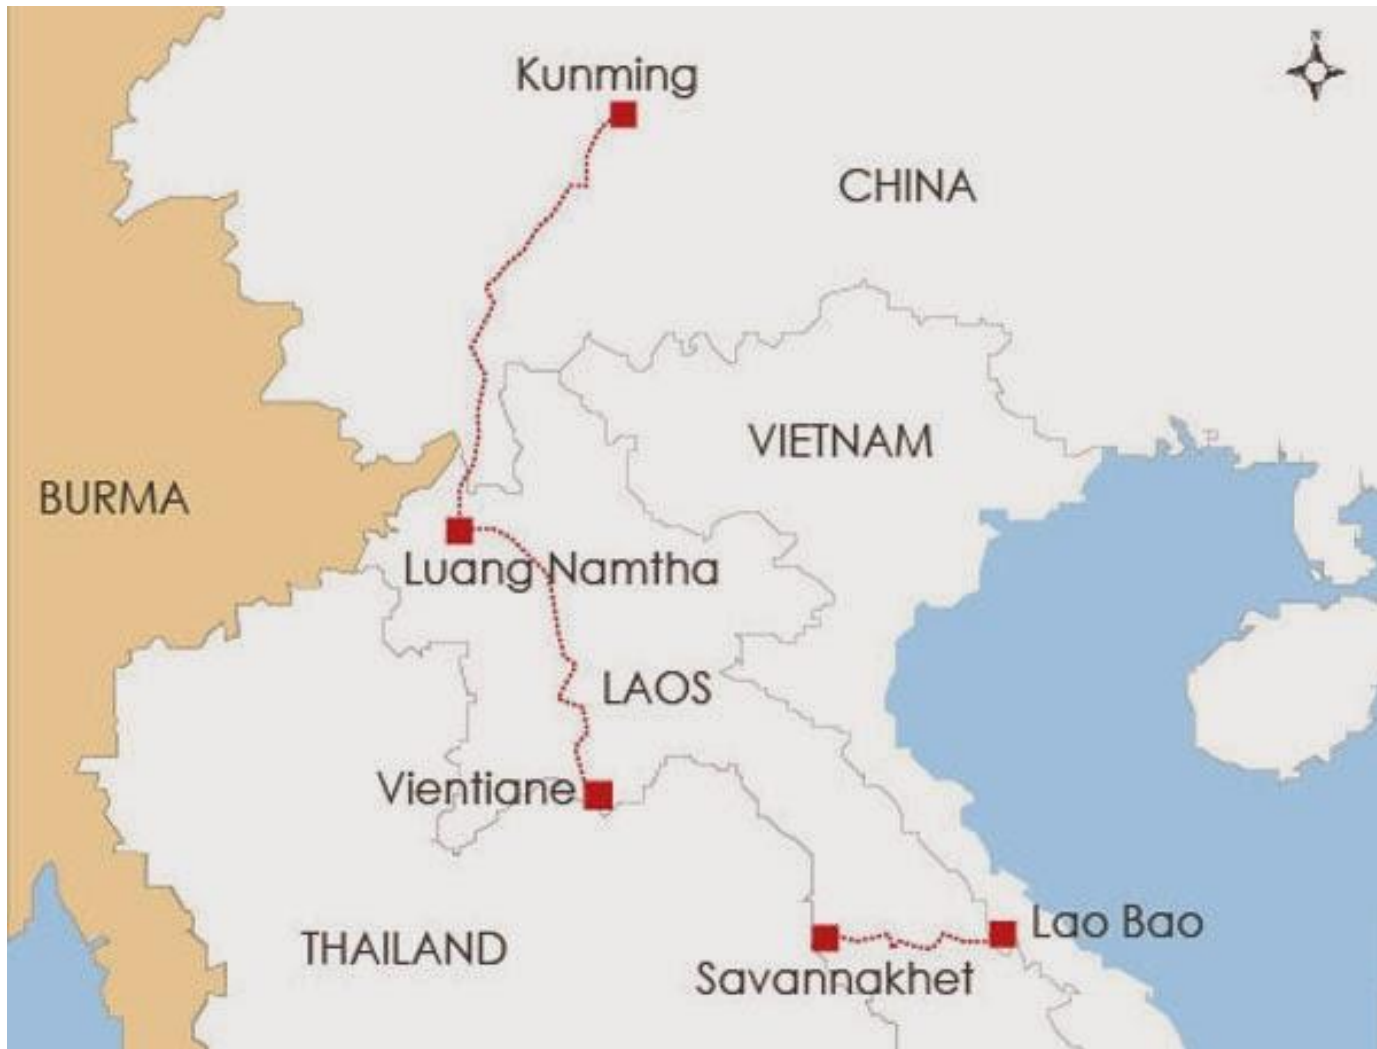 N
Kunming
CHINA
VIETNAM
BURMA
Luang Namtha
LAOS
Vientiane
Lao Bao
THAILAND
Savannakhet